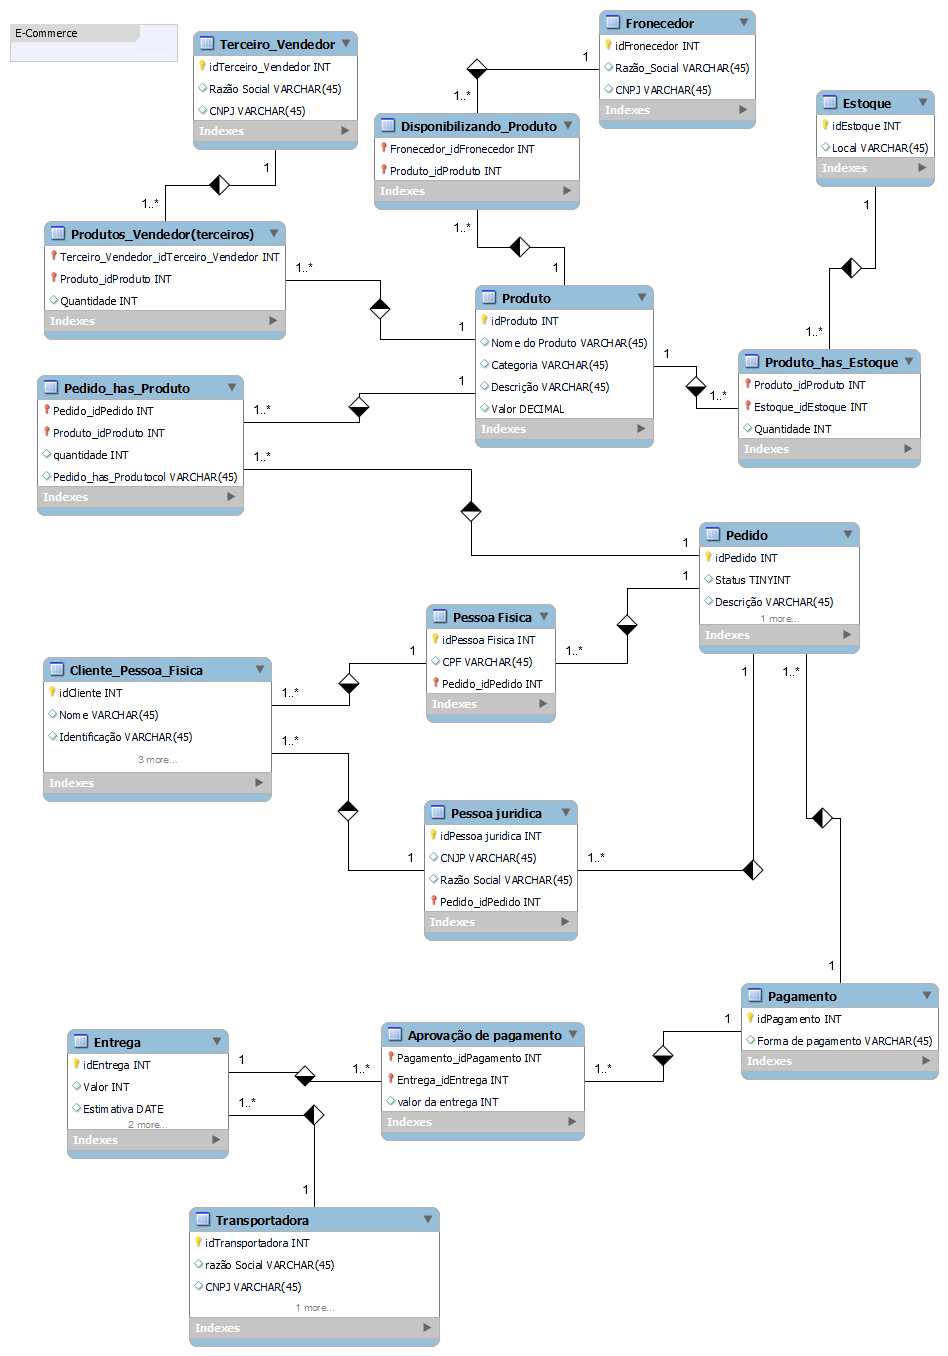 E-Commerce
Terceiro_Vendedor
idTerceiro_Vendedor INT
Razão Social VARCHAR(45)
CNPJ VARCHAR(45)
Indexes
1
1..*
Fronecedor
idFronecedor INT
Razão_Social VARCHAR(45)
CNPJ VARCHAR(45)
Indexes
1
1..*
Disponibilizando_Produto
Fronecedor_idFronecedor INT
Produto_idProduto INT
Indexes
1..*
1
Estoque
idEstoque INT
Local VARCHAR(45)
Indexes
1
1..*
Produtos_Vendedor(terceiros)
Terceiro_Vendedor_idTerceiro_Vendedor INT
Produto_idProduto INT
Quantidade INT
Indexes
1..*
1
Produto
idProduto INT
Nome do Produto VARCHAR(45)
Categoria VARCHAR(45)
Descrição VARCHAR(45)
Valor DECIMAL
Indexes
1
1..*
Produto_has_Estoque
Produto_idProduto INT
Estoque_idEstoque INT
Quantidade INT
Indexes
Pedido_has_Produto
Pedido_idPedido INT
Produto_idProduto INT
quantidade INT
Pedido_has_Produtocol VARCHAR(45)
Indexes
1..*
1
1..*
1
Pedido
idPedido INT
Status TINYINT
Descrição VARCHAR(45)
1 more...
Indexes
1
1..*
Pessoa Fisica
idPessoa Fisica INT
CPF VARCHAR(45)
Pedido_idPedido INT
Indexes
1
1..*
Cliente_Pessoa_Fisica
idCliente INT
Nome VARCHAR(45)
Identificação VARCHAR(45)
3 more...
Indexes
1..*
1
Pessoa juridica
idPessoa juridica INT
CNJP VARCHAR(45)
Razão Social VARCHAR(45)
Pedido_idPedido INT
Indexes
1..*
1
1..*
1
Pagamento
idPagamento INT
Forma de pagamento VARCHAR(45)
Indexes
1
1..*
Aprovação de pagamento
Pagamento_idPagamento INT
Entrega_idEntrega INT
valor da entrega INT
Indexes
1..*
1
Entrega
idEntrega INT
Valor INT
Estimativa DATE
2 more...
Indexes
1..*
1
Transportadora
idTransportadora INT
razão Social VARCHAR(45)
CNPJ VARCHAR(45)
1 more...
Indexes